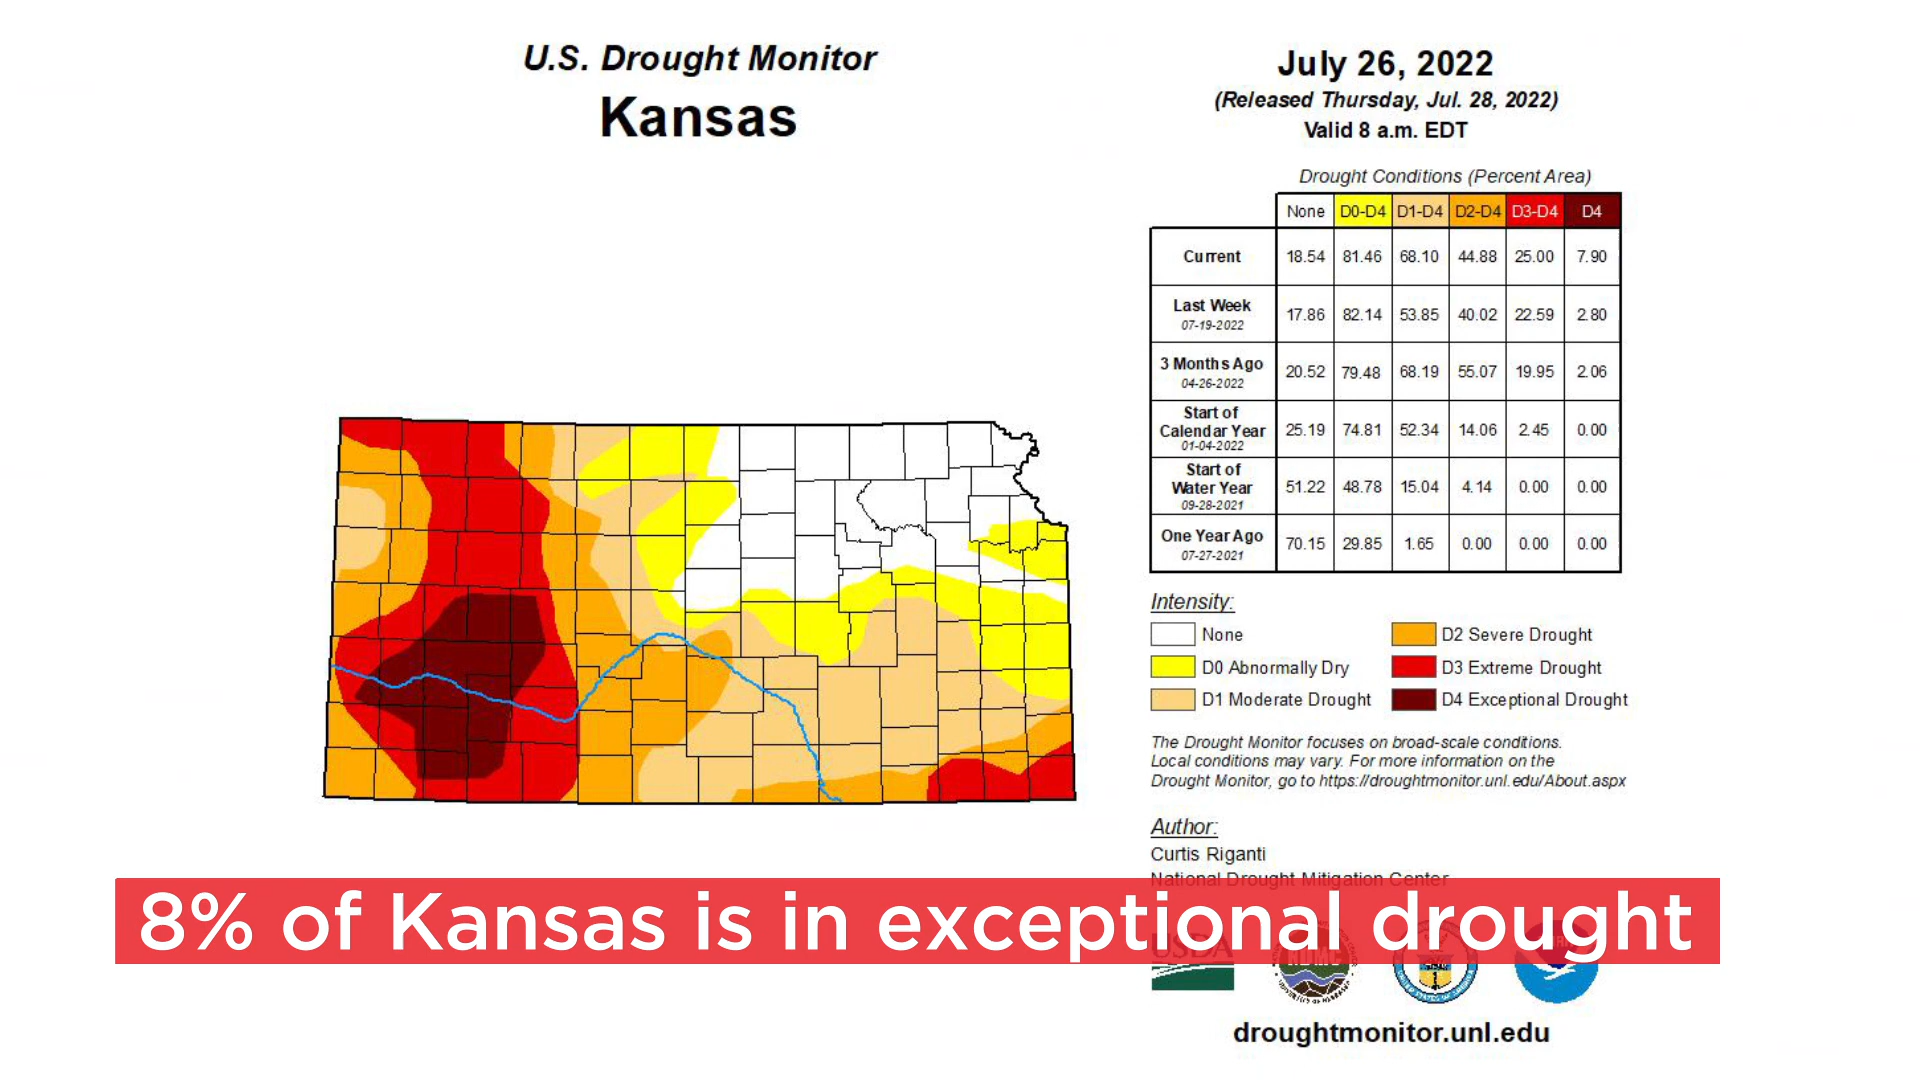 U.S. Drought Monitor
Kansas
July 26, 2022
(Released Thursday, Jul. 28, 2022)
Valid 8 a.m. EDT
Drought Conditions (Percent Area)
None D0-D4 D1-D4 D2-D4 D3-D4 D4
Current 18.54 81.46 68.10 44.88 25.00 7.90
Last Week
07-19-2022 17.86 82.14 53.85 40.02 22.59 2.80
3 Months Ago
04-26-2022 20.52 79.48 68.19 55.07 19.95 2.06
Start of
Calendar Year
01-04-2022 25.19 74.81 52.34 14.06 2.45 0.00
Start of
Water Year
09-28-2021 51.22 48.78 15.04 4.14 0.00 0.00
One Year Ago
07-27-2021 70.15 29.85 1.65 0.00 0.00 0.00
Intensity:
None
D0 Abnormally Dry
D1 Moderate Drought
D2 Severe Drought
D3 Extreme Drought
D4 Exceptional Drought
The Drought Monitor focuses on broad-scale conditions.
Local conditions may vary. For more information on the
Drought Monitor, go to https://droughtmonitor.unl.edu/About.aspx
Author:
Curtis Riganti
National Drought Mitigation Center
8% of Kansas is in exceptional drought
USDA
NDMC
droughtmonitor.unl.edu